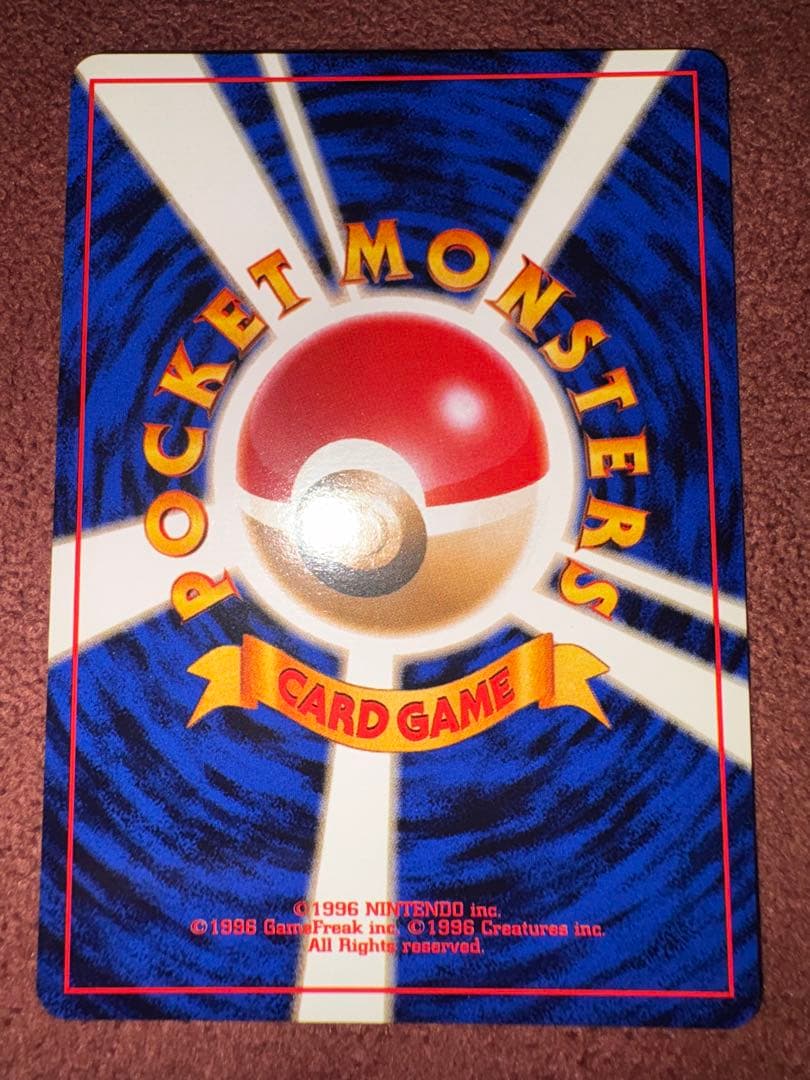 POCKET MONSTERS
CARD GAME
©1996 NINTENDO inc.
©1996 GameFreak inc. ©1996 Creatures inc.
All Rights reserved.